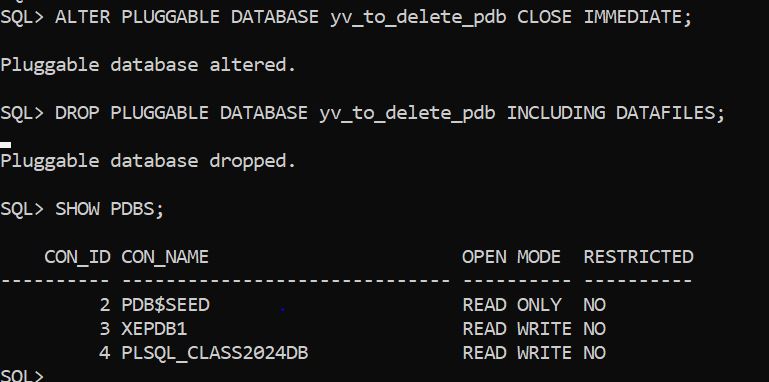 SQL> ALTER PLUGGABLE DATABASE yv_to_delete_pdb CLOSE IMMEDIATE;
Pluggable database altered.
SQL> DROP PLUGGABLE DATABASE yv_to_delete_pdb INCLUDING DATAFILES;
Pluggable database dropped.
SQL> SHOW PDBS;
    CON_ID CON_NAME                       OPEN MODE  RESTRICTED
---------- ------------------------------ ---------- ----------
         2 PDB$SEED                       READ ONLY  NO
         3 XEPDB1                         READ WRITE NO
         4 PLSQL_CLASS2024DB              READ WRITE NO
SQL>